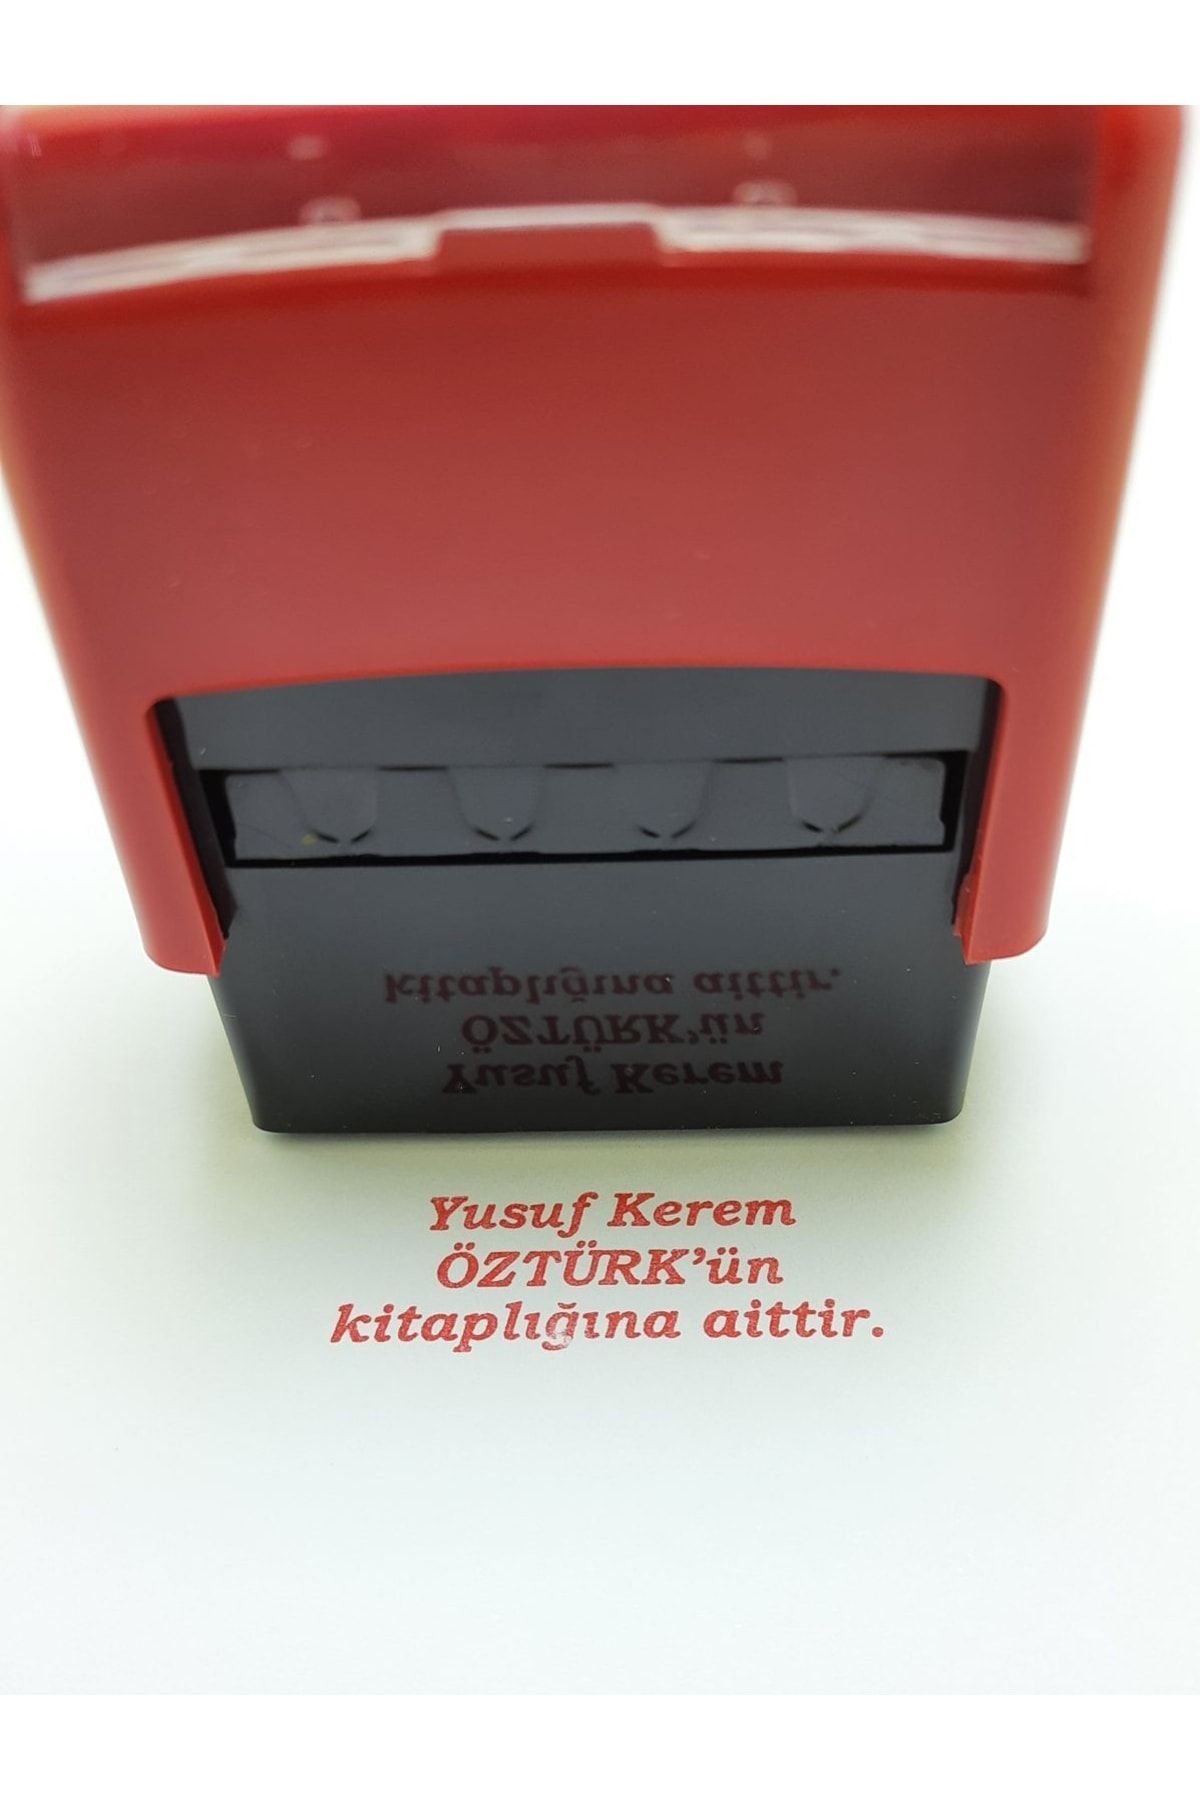 Yusuf Kerem
ÖZTÜRK'ün
kitaplığına aittir.